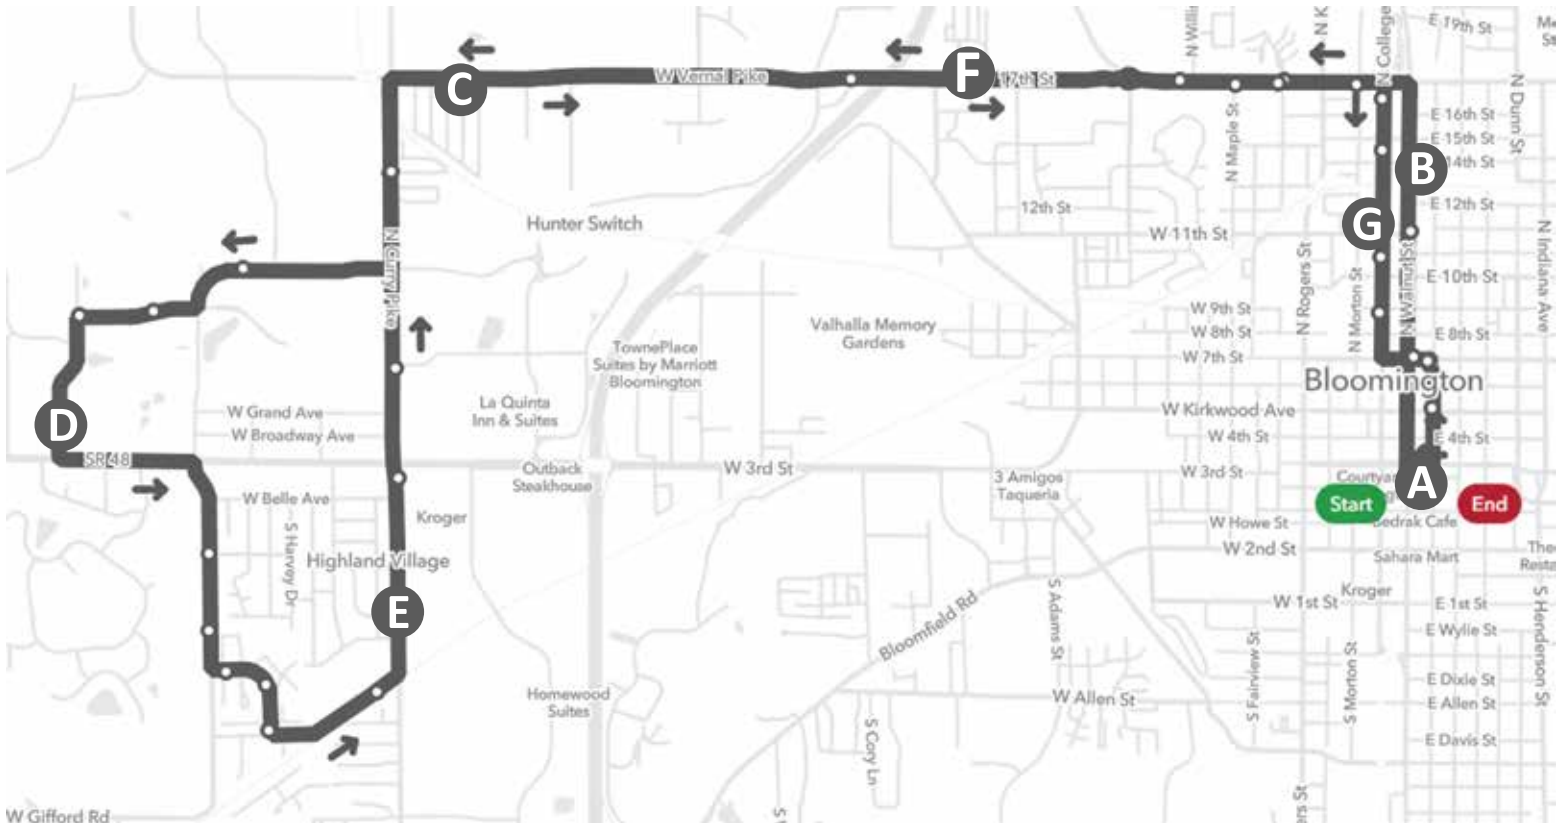 E 19th St
N College
C
W Vernal Pike
F
17th St
N Dunn St
E 16th St
E 15th St
14th St
B
N Maple St
E 12th St
12th St
Hunter Switch
G
W 11th St
N Curry Pike
N Rogers St
N Morton St
N Walnut St
E 10th St
N Indiana Ave
W 9th St
W 8th St
E 8th St
Valhalla Memory
Gardens
TownePlace
Suites by Marriott
Bloomington
W 7th St
Bloomington
La Quinta
Inn & Suites
D
W Grand Ave
W Broadway Ave
W Kirkwood Ave
W 4th St
E 4th St
SR 48
Outback
Steakhouse
W 3rd St
W 3rd St
3 Amigos
Taqueria
A
Start
End
W Belle Ave
Kroger
S Harvey Dr
Highland Village
W Howe St
Bedrak Cafe
W 2nd St
Sahara Mart
E
S Adams St
Bloomfield Rd
Kroger
W 1st St
E 1st St
S Henderson St
E Wylie St
S Fairview St
S Morton St
E Dixie St
Homewood
Suites
W Allen St
E Allen St
S Cory Ln
E Davis St
W Gifford Rd